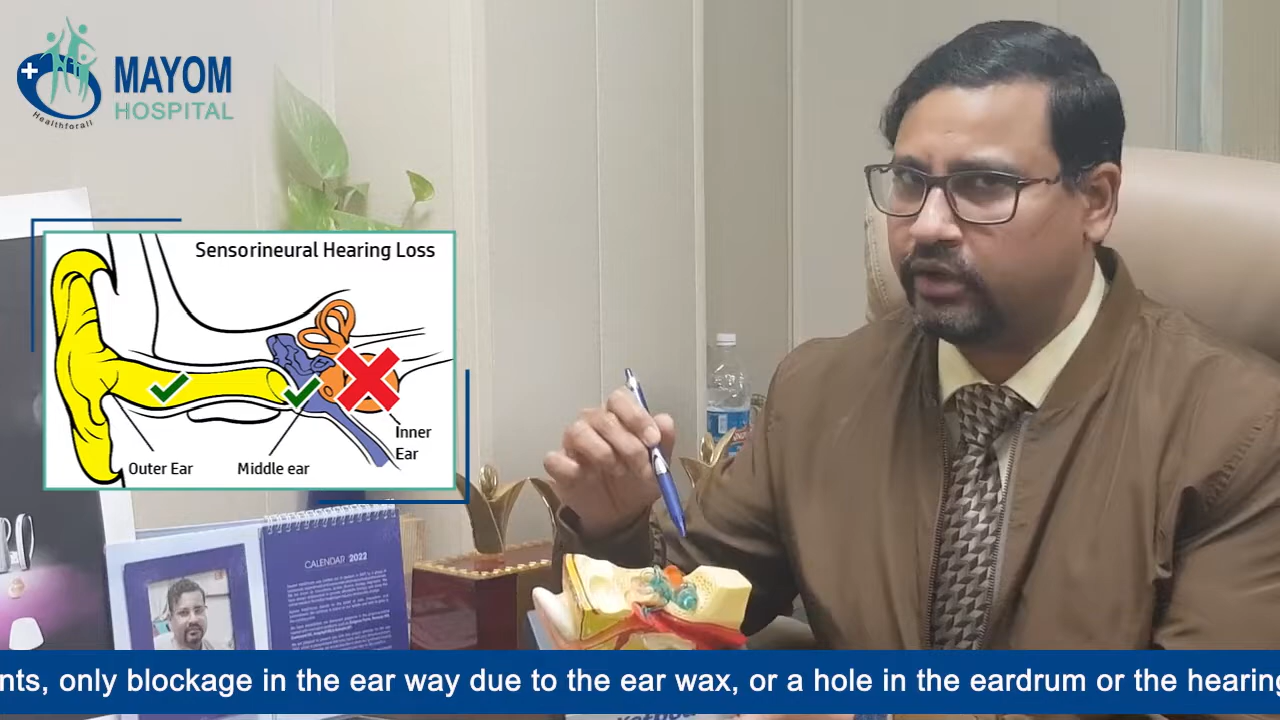 MAYOM
HOSPITAL
Healthforall
Sensorineural Hearing Loss
Inner
Ear
Outer Ear
Middle ear
CALENDAR 2022
nts, only blockage in the ear way due to the ear wax, or a hole in the eardrum or the hearing